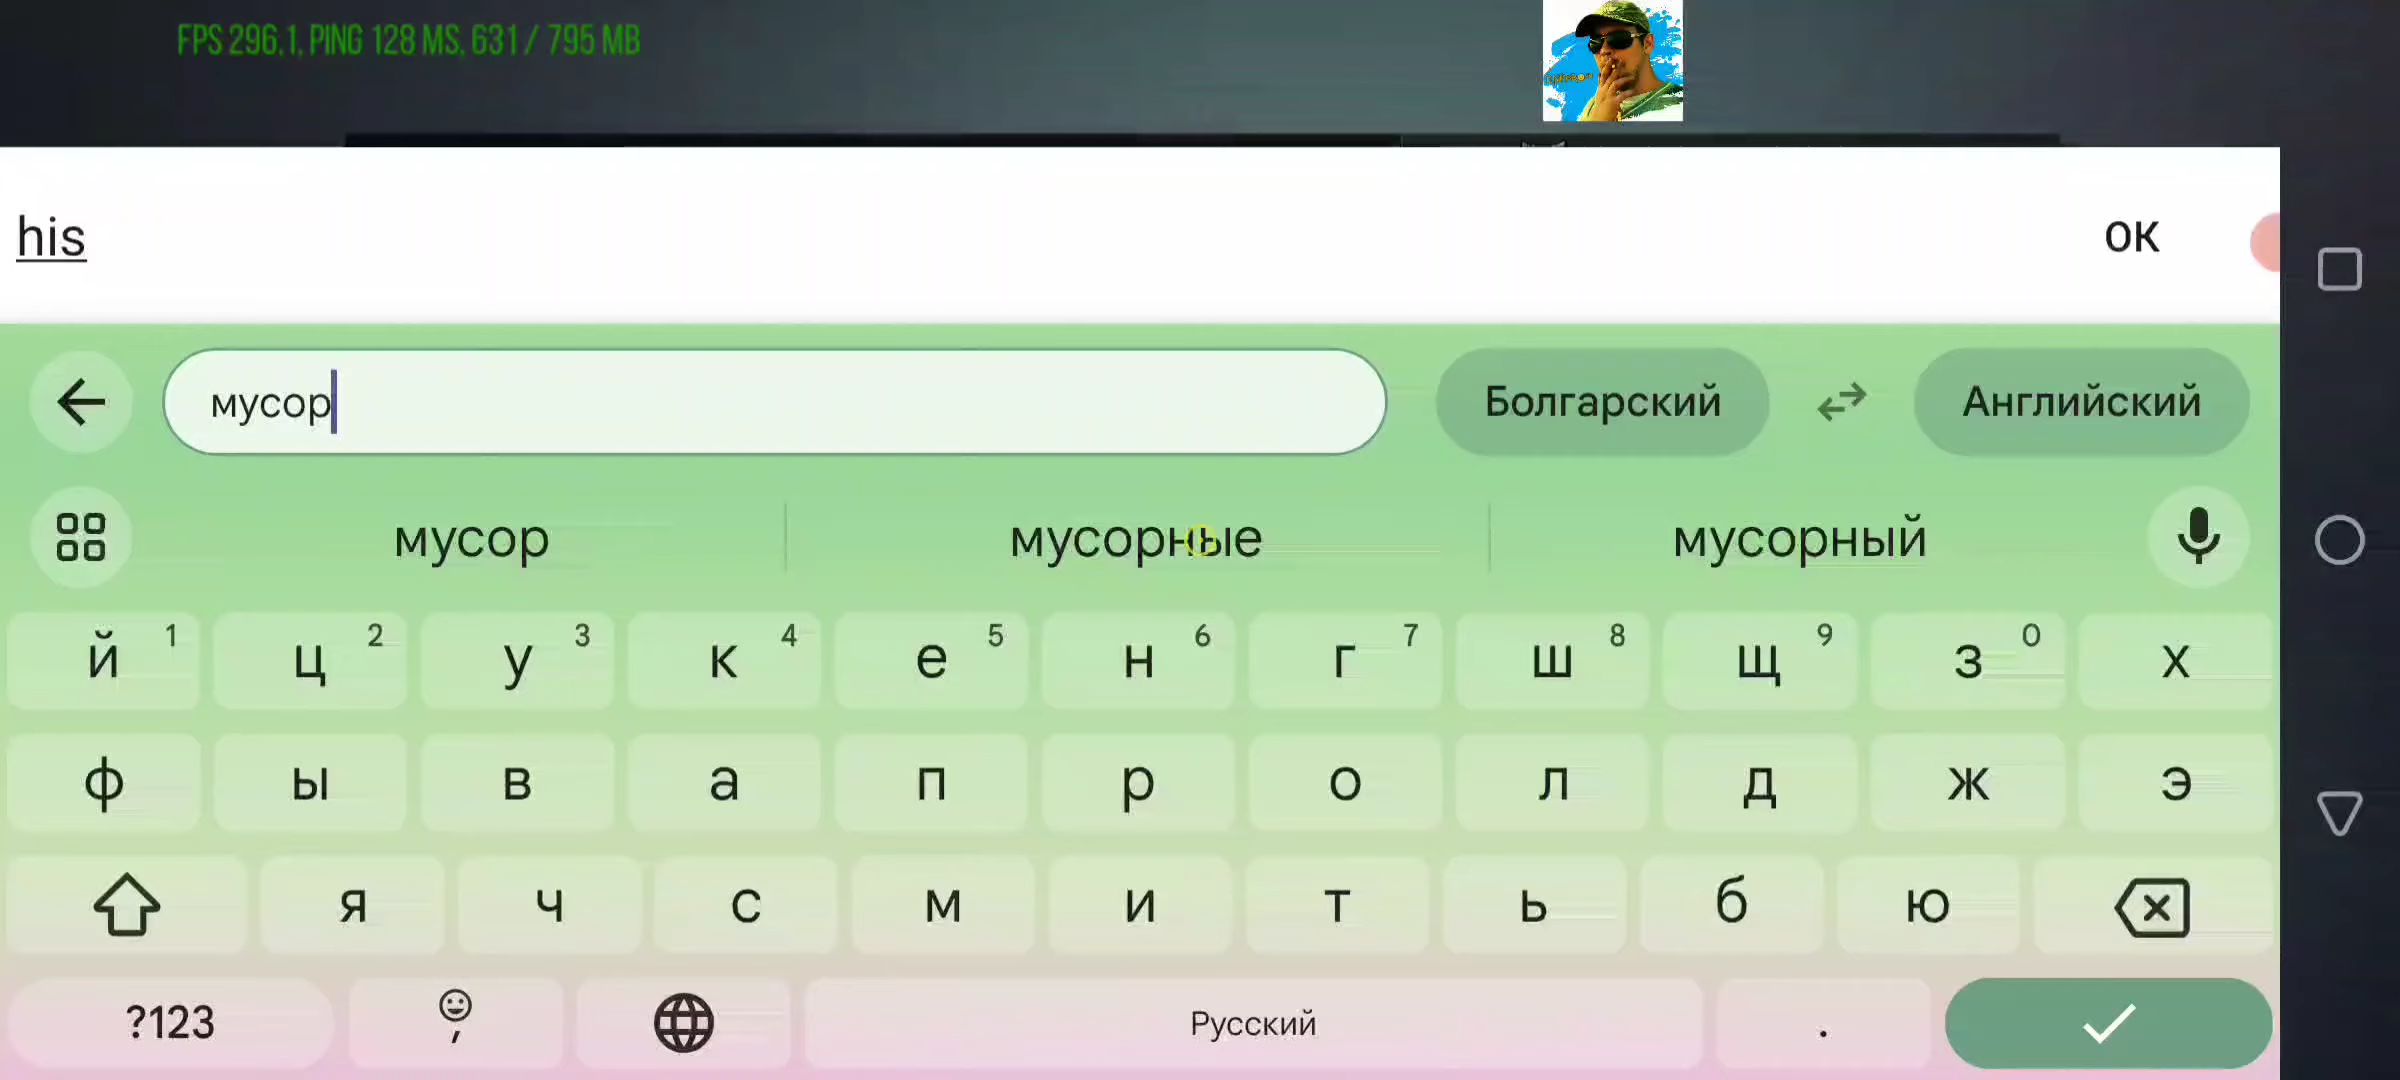 FPS 296,1, PING 128 MS, 631 / 795 MB
his
OK
мусор
Болгарский
Английский
мусор мусорные мусорный
й 1 ц 2 у 3 к 4 е 5 н 6 г 7 ш 8 щ 9 з 0 х
ф ы в а п р о л д ж э
я ч с м и т ь б ю
?123 , Русский .